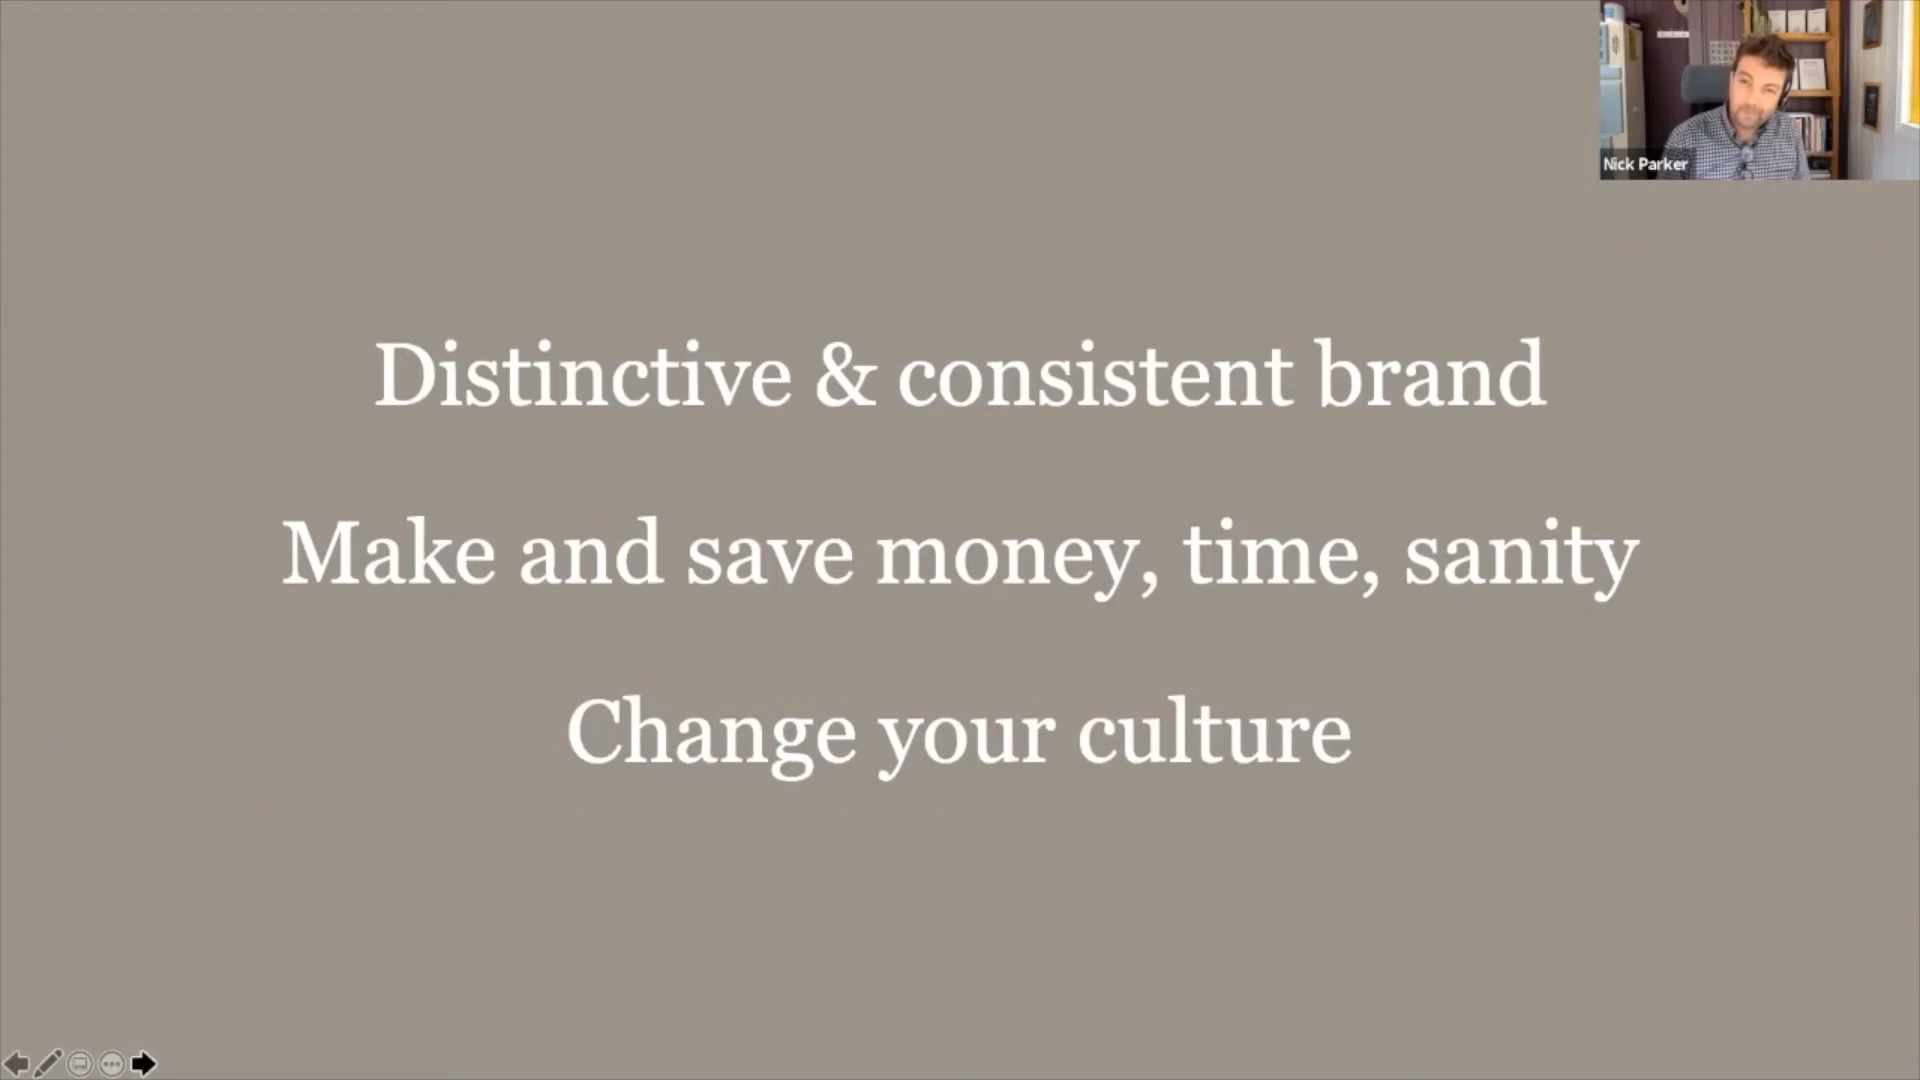 Nick Parker
Distinctive & consistent brand
Make and save money, time, sanity
Change your culture